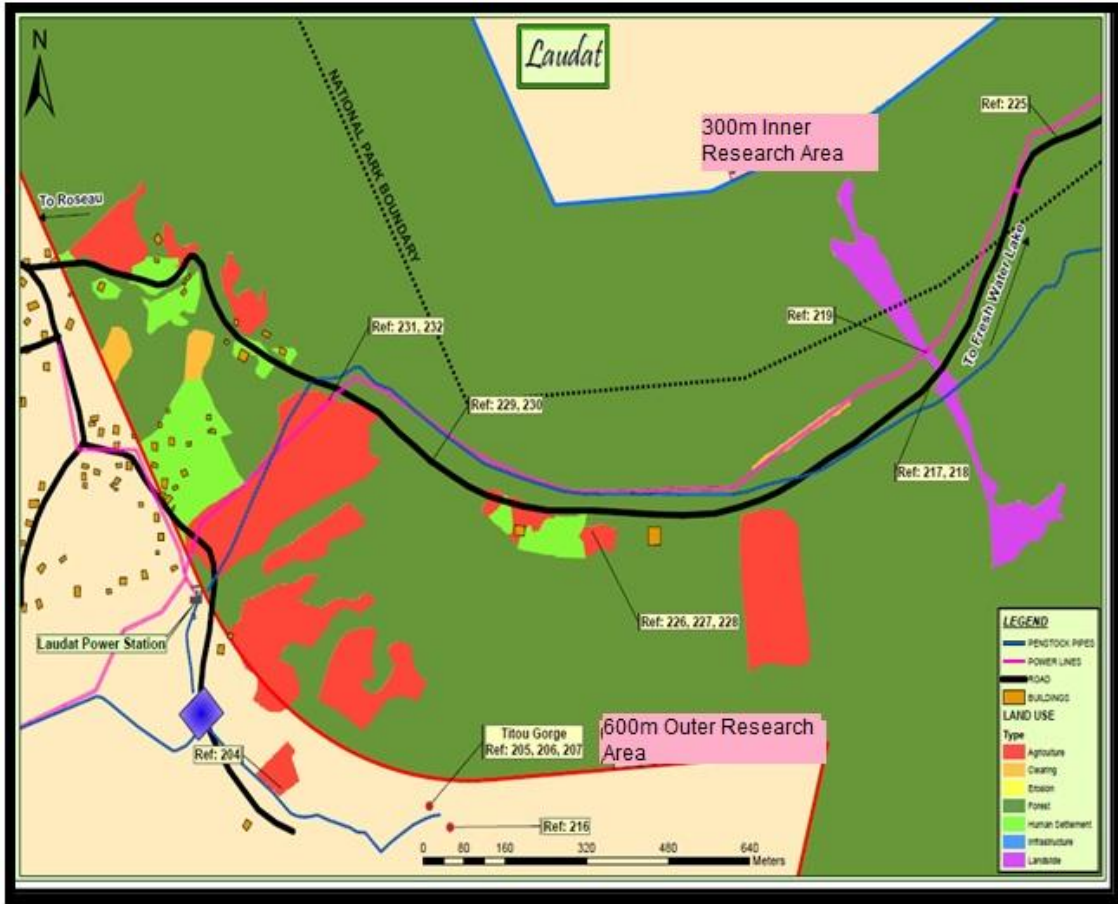 N
Laudat
NATIONAL PARK BOUNDARY
300m Inner
Research Area
Ref: 225
To Roseau
To Fresh Water Lake
Ref: 219
Ref: 231, 232
Ref: 229, 230
Ref: 217, 218
Ref: 226, 227, 228
Laudat Power Station
Ref: 204
Titou Gorge
Ref: 205, 206, 207
600m Outer Research
Area
Ref: 216
0 80 160 320 480 640
Meters
LEGEND
PENSTOCK PIPES
POWER LINES
ROAD
BUILDINGS
LAND USE
Type
Agriculture
Clearing
Erosion
Forest
Human Settlement
Infrastructure
Landslide